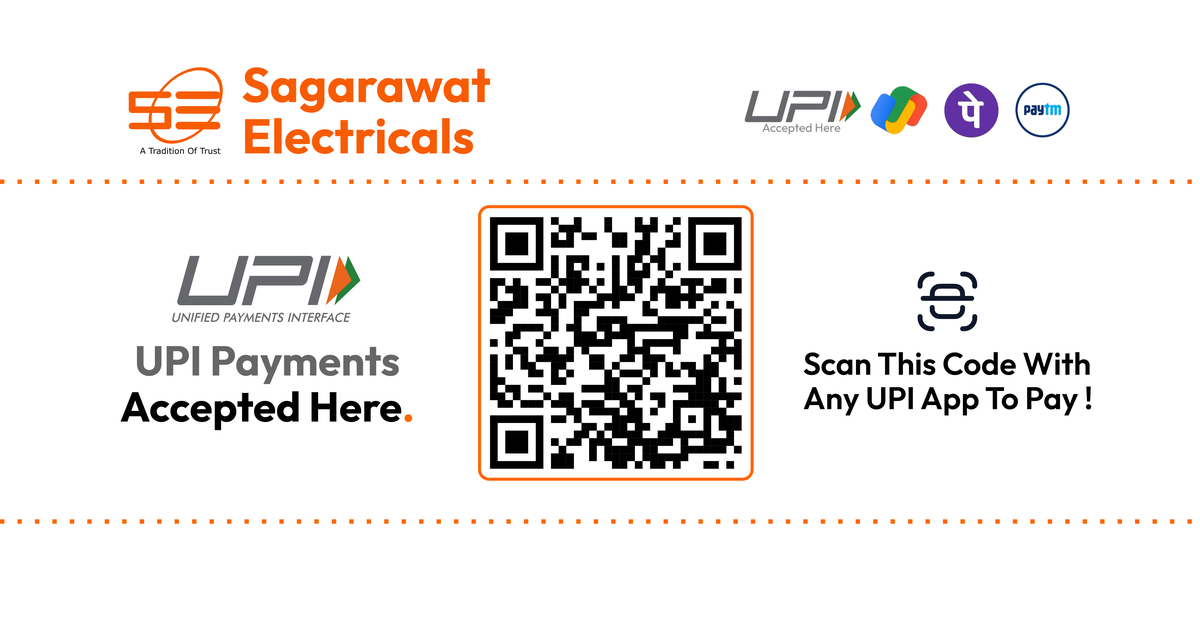 SE
A Tradition Of Trust
Sagarawat
Electricals
UPI
Accepted Here
पे
paytm
UPI
UNIFIED PAYMENTS INTERFACE
UPI Payments
Accepted Here.
Scan This Code With
Any UPI App To Pay !